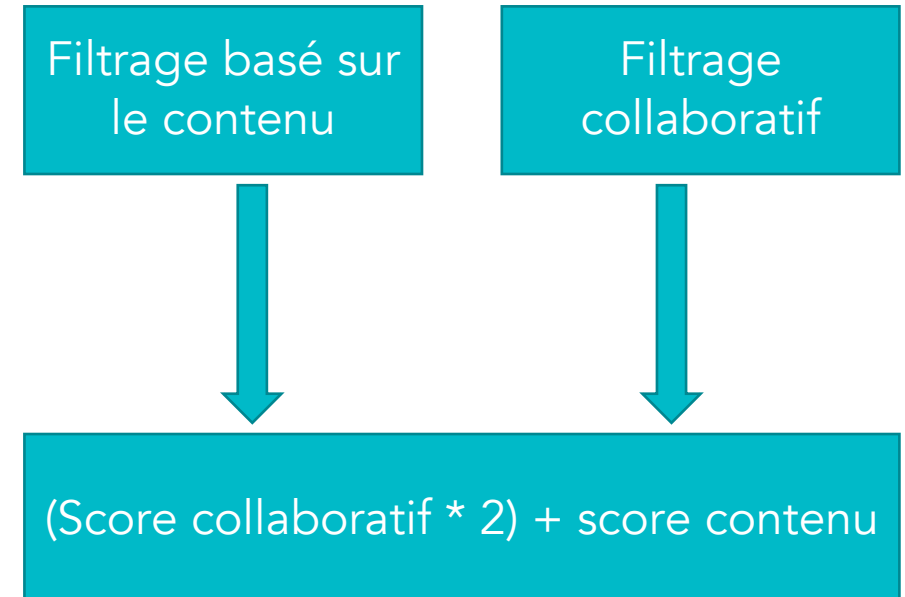 Filtrage basé sur
le contenu
Filtrage
collaboratif
(Score collaboratif * 2) + score contenu